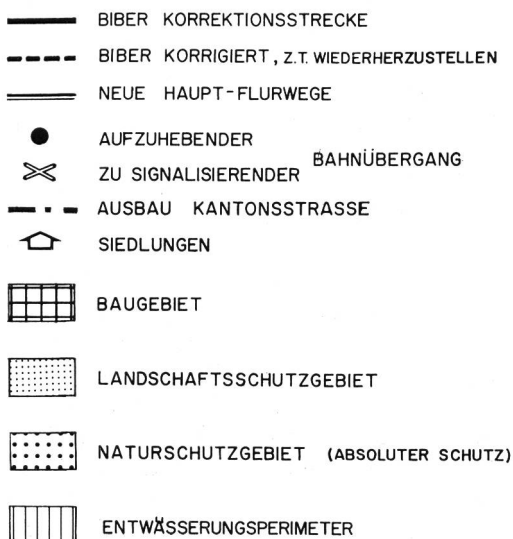 BIBER KORREKTIONSSTRECKE
BIBER KORRIGIERT, Z.T. WIEDERHERZUSTELLEN
NEUE HAUPT-FLURWEGE
AUFZUHEBENDER
BAHNÜBERGANG
ZU SIGNALISIERENDER
AUSBAU KANTONSSTRASSE
SIEDLUNGEN
BAUGEBIET
LANDSCHAFTSSCHUTZGEBIET
NATURSCHUTZGEBIET (ABSOLUTER SCHUTZ)
ENTWÄSSERUNGSPERIMETER